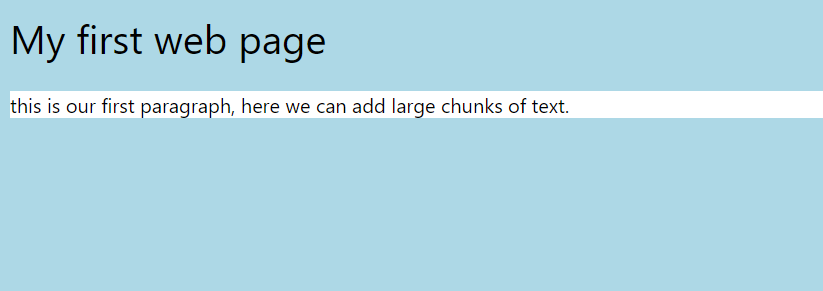 My first web page
this is our first paragraph, here we can add large chunks of text.